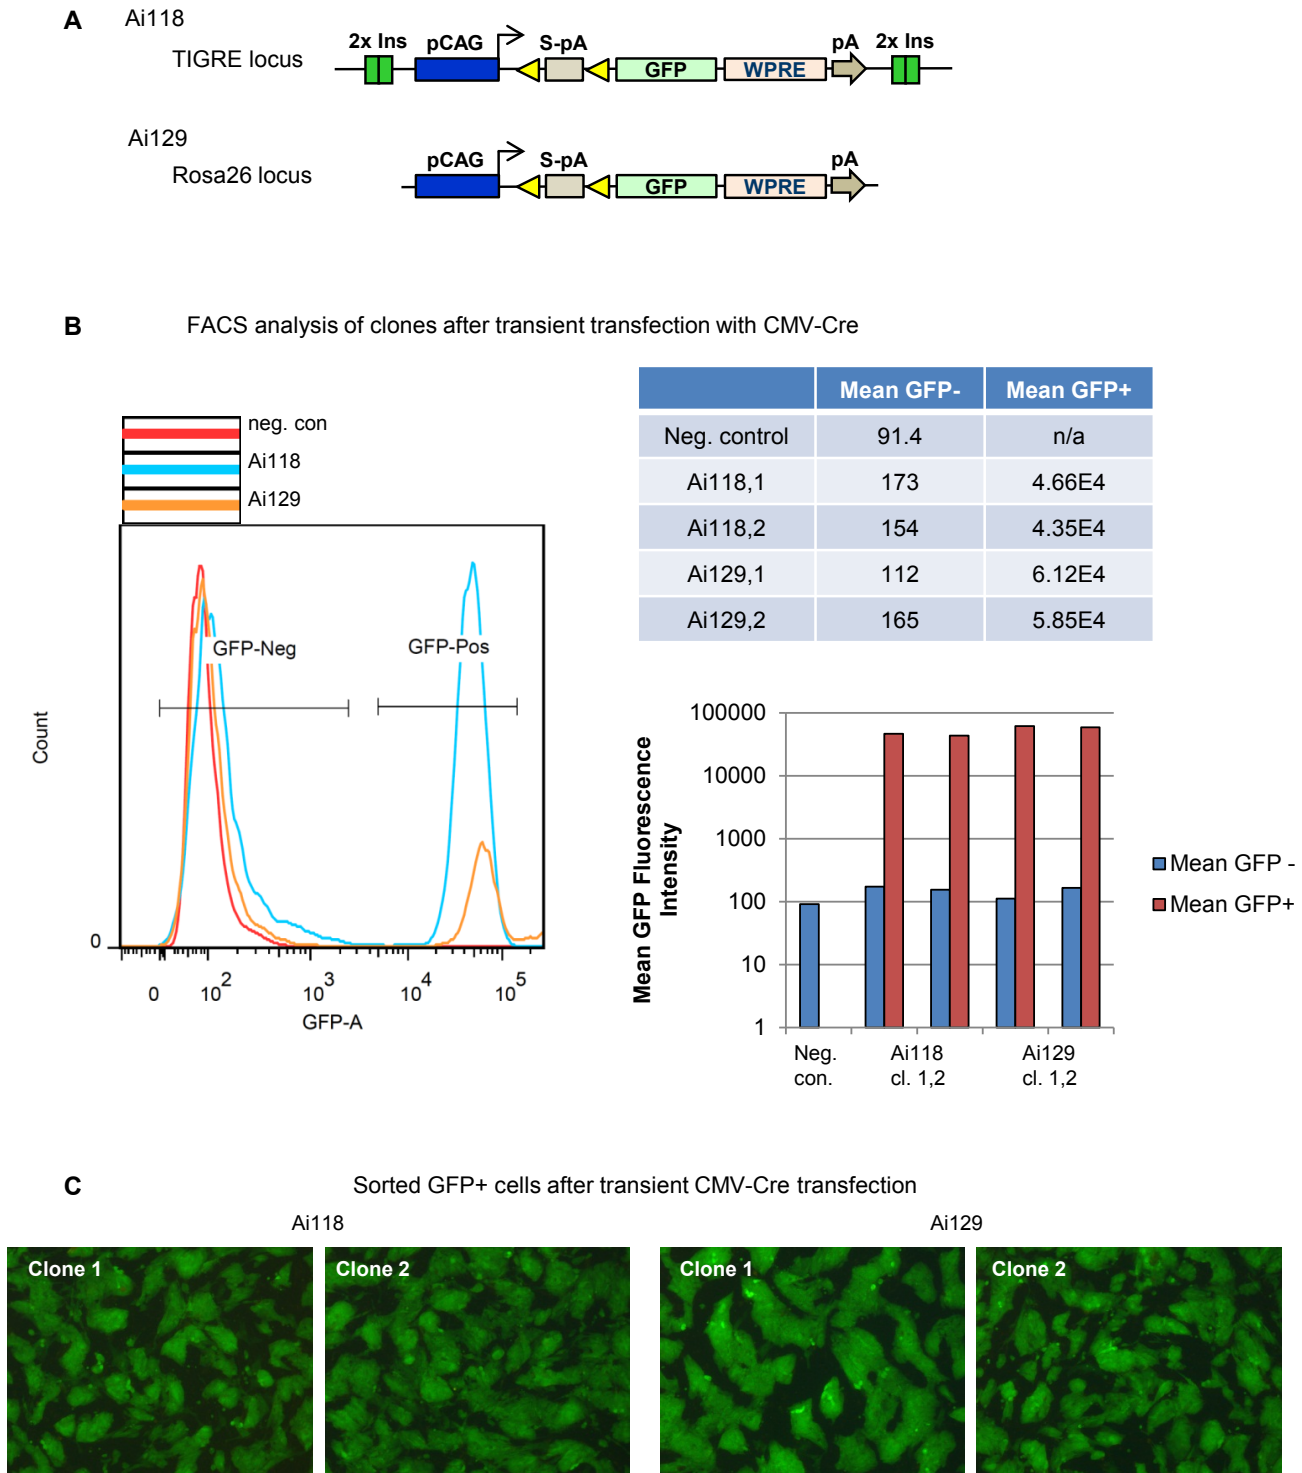 A
Ai118
TIGRE locus
2x Ins pCAG S-pA GFP WPRE pA 2x Ins
Ai129
Rosa26 locus
pCAG S-pA GFP WPRE pA
B
FACS analysis of clones after transient transfection with CMV-Cre
neg. con
Ai118
Ai129
GFP-Neg
GFP-Pos
Count
0
0 10^2 10^3 10^4 10^5
GFP-A
Mean GFP- Mean GFP+
Neg. control 91.4 n/a
Ai118,1 173 4.66E4
Ai118,2 154 4.35E4
Ai129,1 112 6.12E4
Ai129,2 165 5.85E4
Mean GFP Fluorescence
Intensity
100000
10000
1000
100
10
1
Neg. Ai118 Ai129
con. cl. 1,2 cl. 1,2
Mean GFP -
Mean GFP+
C
Sorted GFP+ cells after transient CMV-Cre transfection
Ai118 Ai129
Clone 1 Clone 2 Clone 1 Clone 2